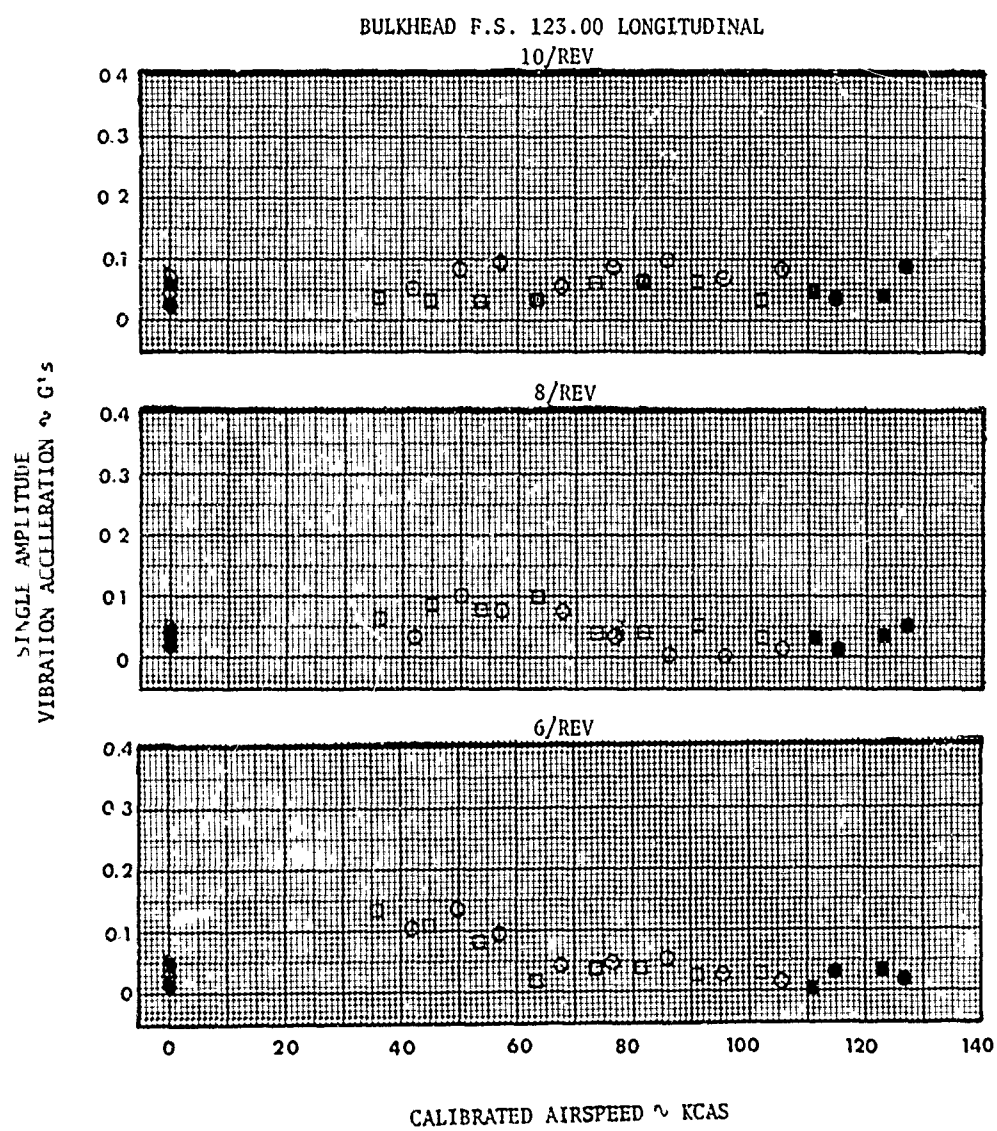 BULKHEAD F.S. 123.00 LONGITUDINAL
10/REV
0 4
0.3
0 2
0.1
0
8/REV
0.4
0.3
0 2
0 1
0
6/REV
0.4
0 3
0.2
0.1
0
0 20 40 60 80 100 120 140
SINGLE AMPLITUDE
VIBRATION ACCELERATION ~ G's
CALIBRATED AIRSPEED ~ KCAS